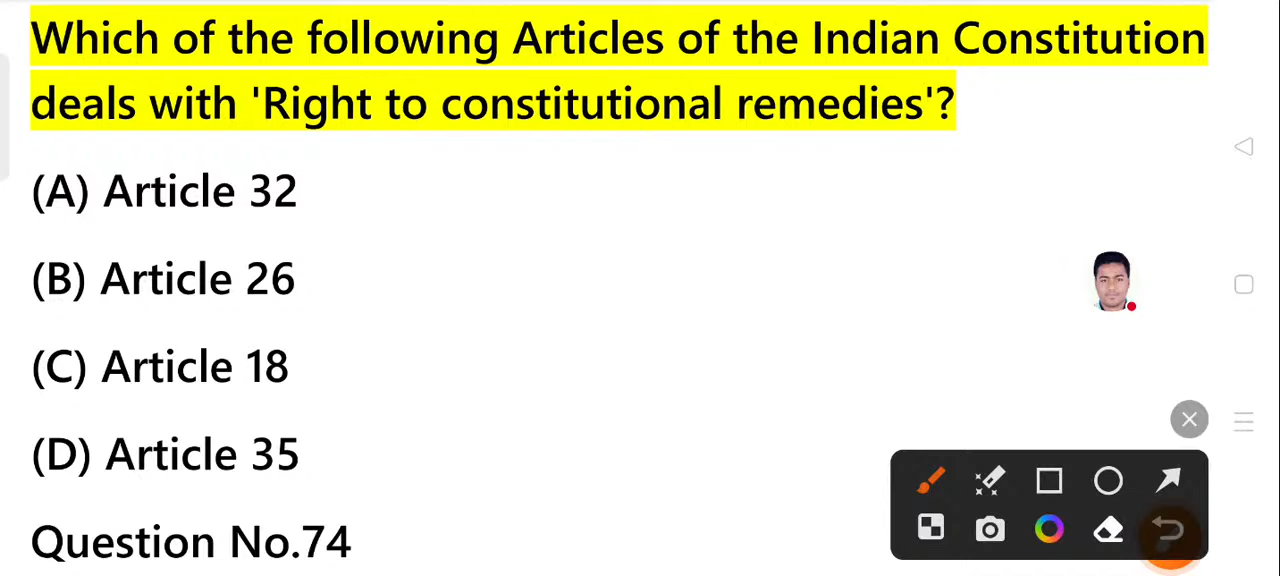 Which of the following Articles of the Indian Constitution
deals with 'Right to constitutional remedies'?
(A) Article 32
(B) Article 26
(C) Article 18
(D) Article 35
Question No.74